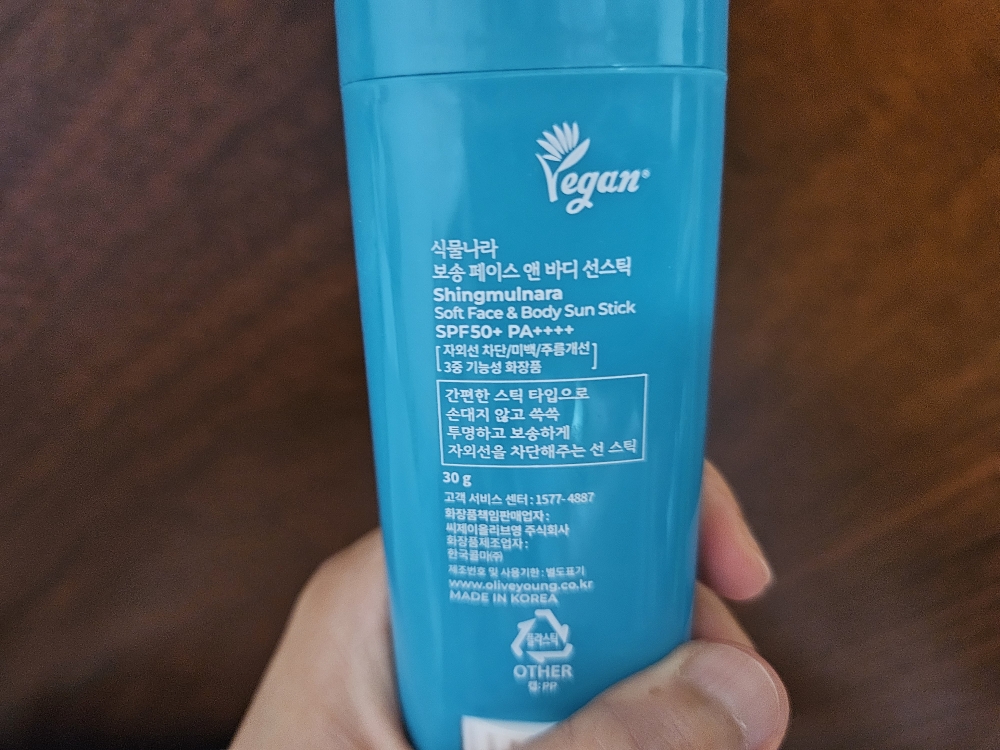 Vegan®
식물나라
보송 페이스 앤 바디 선스틱
Shingmulnara
Soft Face & Body Sun Stick
SPF50+ PA++++
[자외선 차단/미백/주름개선
3중 기능성 화장품]
간편한 스틱 타입으로
손대지 않고 쓱쓱
투명하고 보송하게
자외선을 차단해주는 선 스틱
30 g
고객 서비스 센터 : 1577-4887
화장품책임판매업자 :
씨제이올리브영 주식회사
화장품제조업자 :
한국콜마㈜
제조번호 및 사용기한 : 별도표기
www.oliveyoung.co.kr
MADE IN KOREA
플라스틱
OTHER
캡: PP